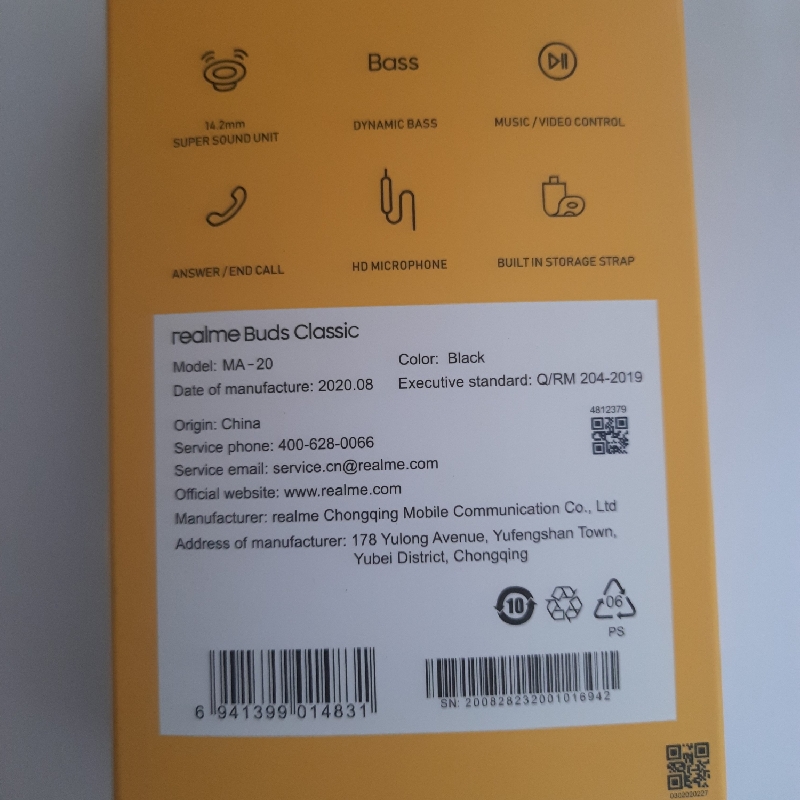 Bass
14.2mm
SUPER SOUND UNIT
DYNAMIC BASS
MUSIC / VIDEO CONTROL
ANSWER / END CALL
HD MICROPHONE
BUILT IN STORAGE STRAP
realme Buds Classic
Model: MA-20
Color: Black
Date of manufacture: 2020.08
Executive standard: Q/RM 204-2019
4812379
Origin: China
Service phone: 400-628-0066
Service email: service.cn@realme.com
Official website: www.realme.com
Manufacturer: realme Chongqing Mobile Communication Co., Ltd
Address of manufacturer: 178 Yulong Avenue, Yufengshan Town,
Yubei District, Chongqing
10
06
PS
6 941399 014831
SN: 200828232001016942
0302020227